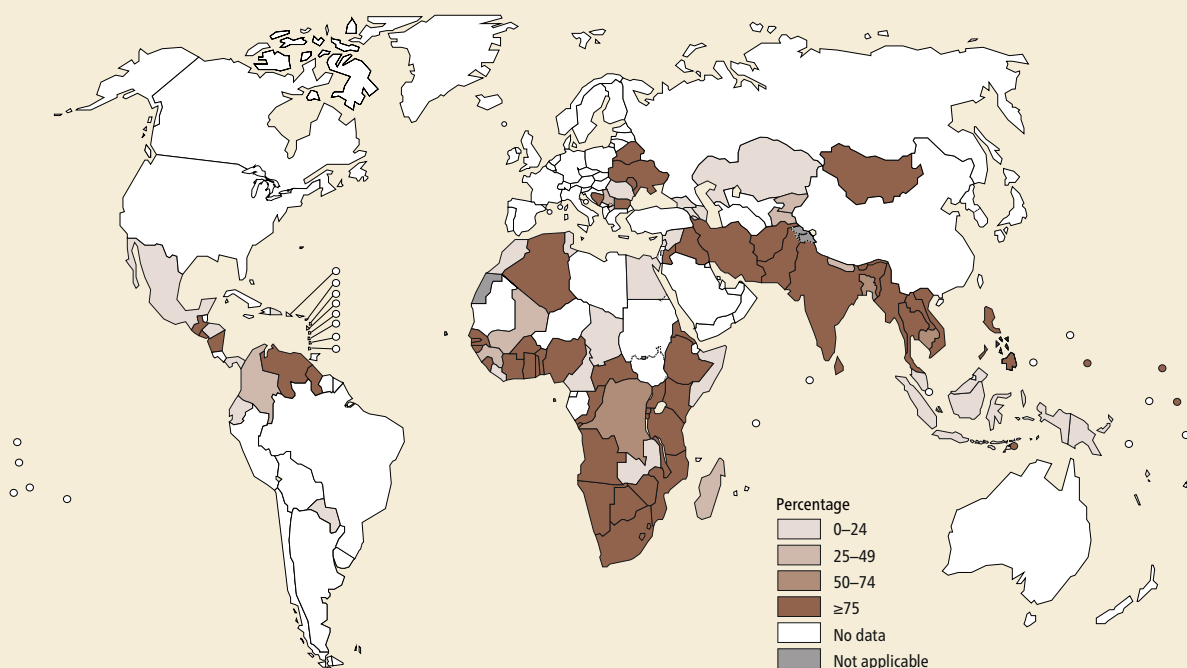 Percentage
0–24
25–49
50–74
≥75
No data
Not applicable